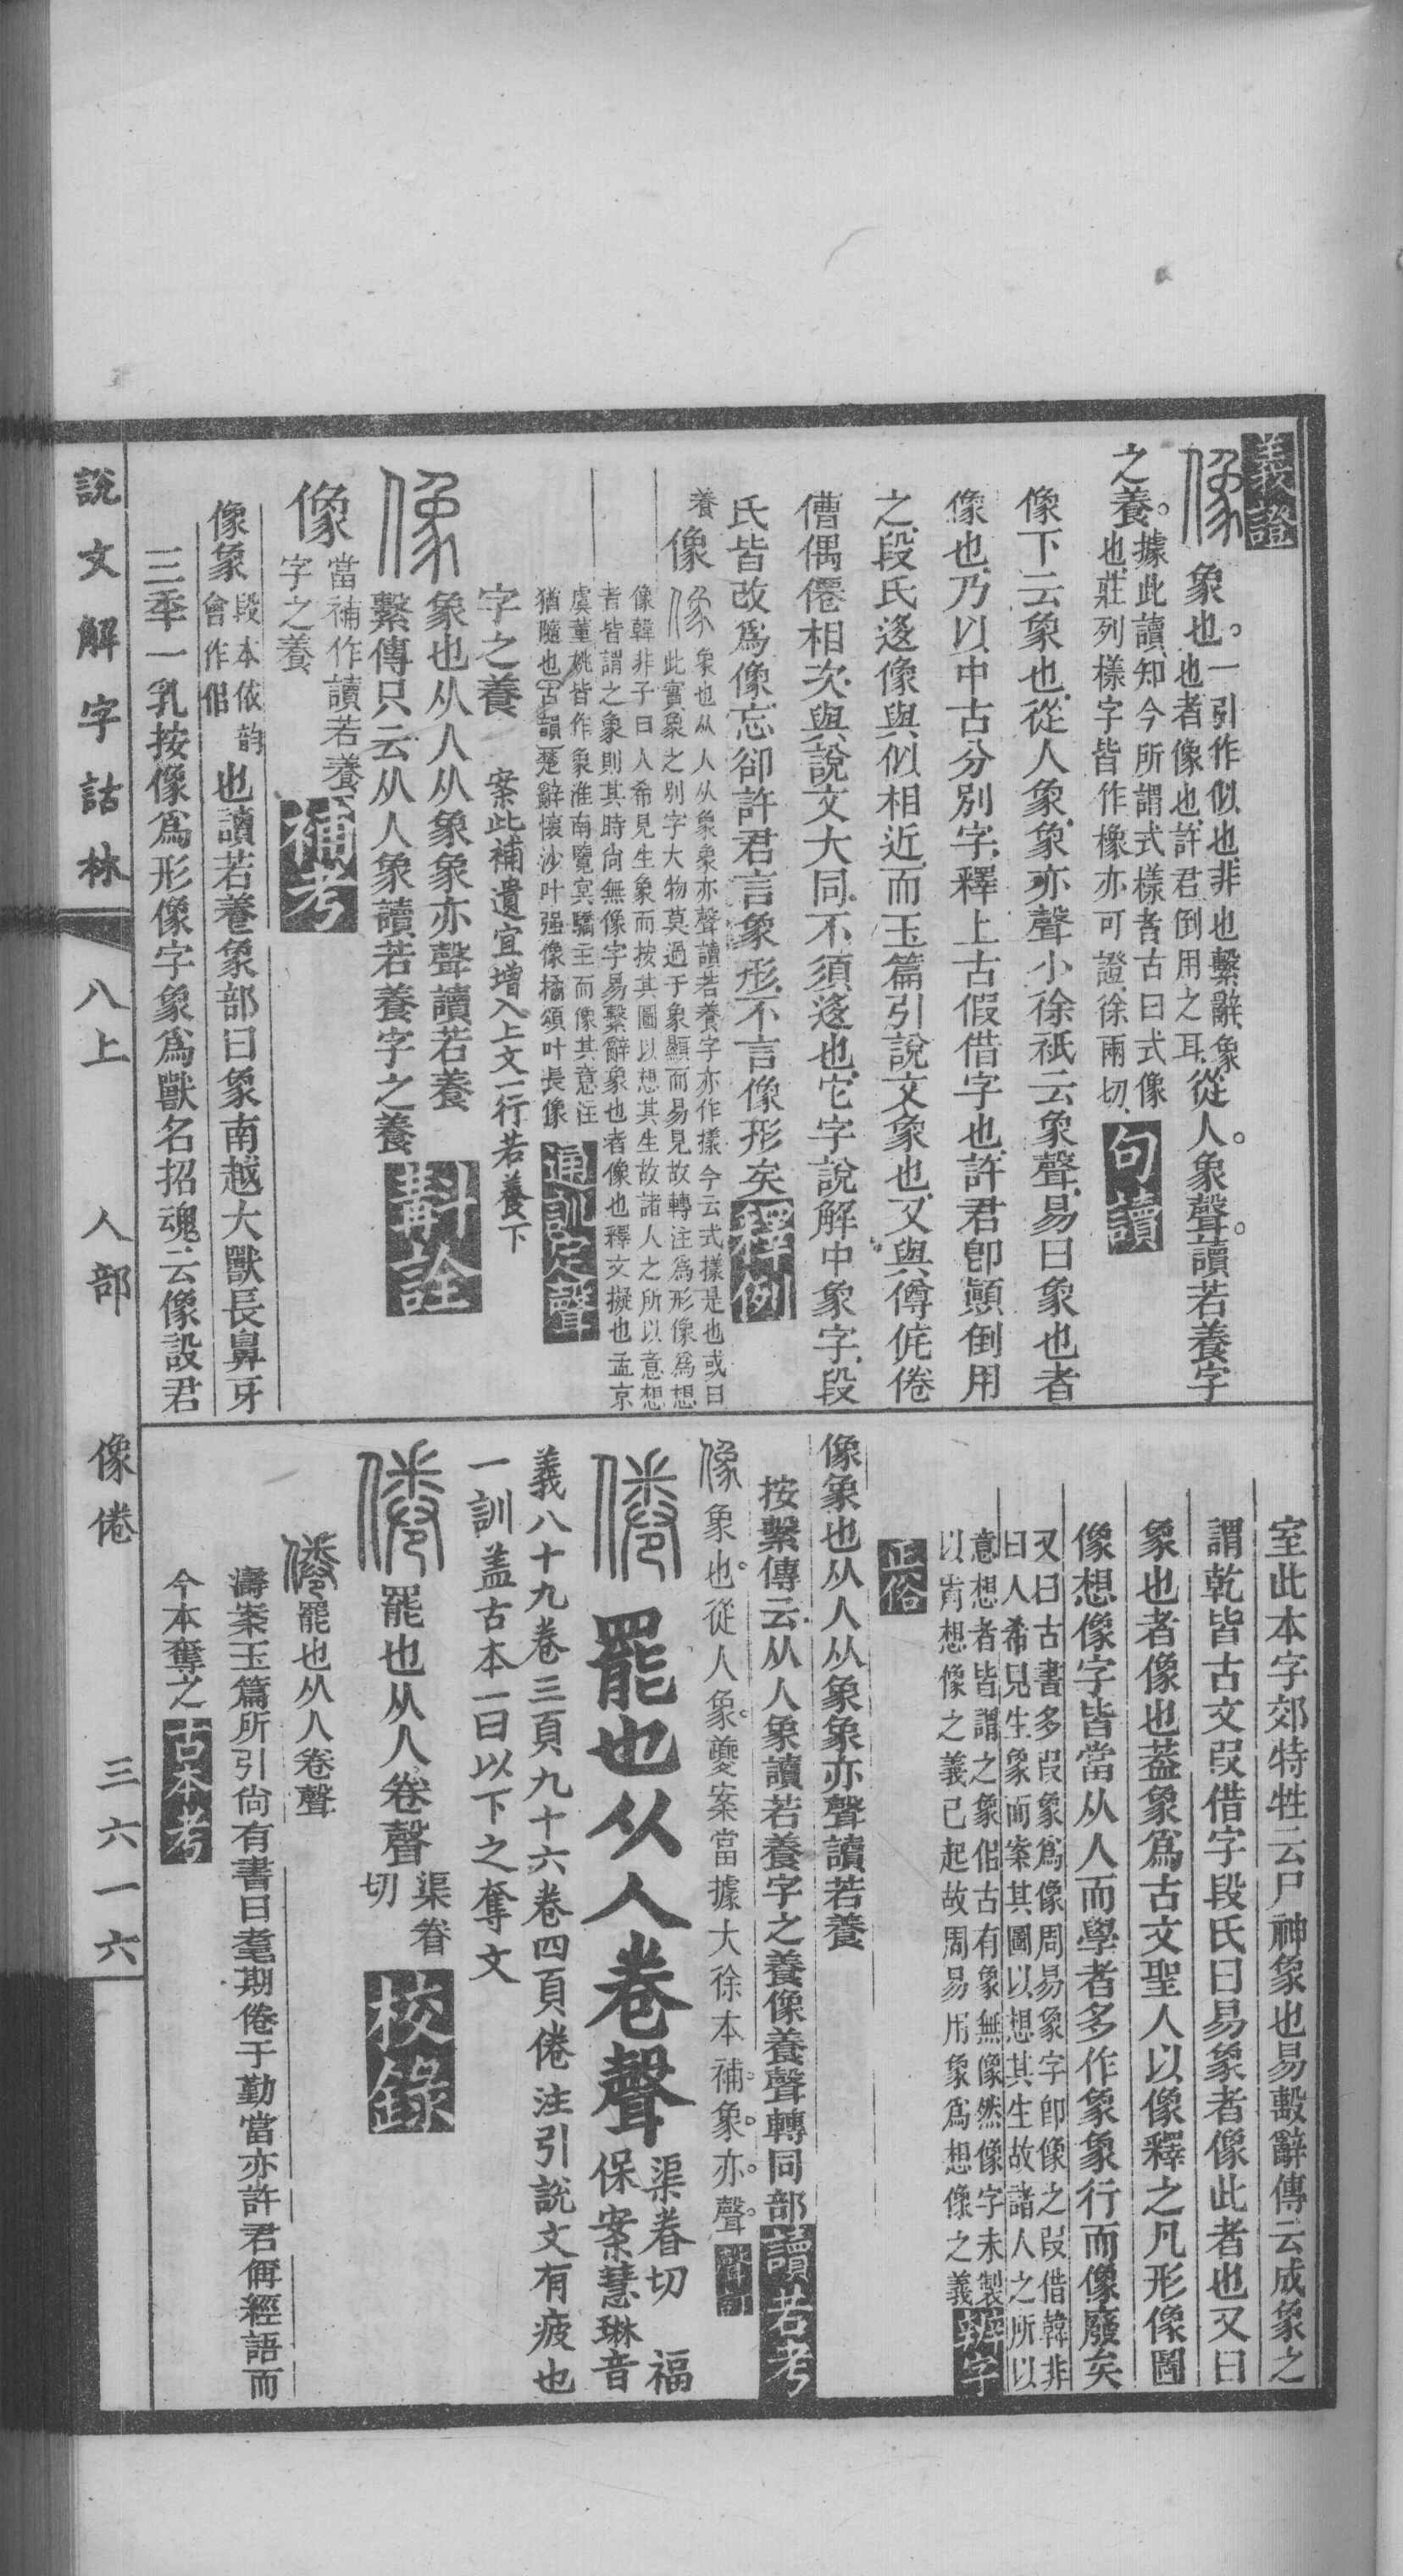 義證
像象也。一引作似也非也繫辭象
也者像也許君倒用之耳從人。象聲。讀若養字
之養。據此讀知今所謂式樣者古曰式像
也莊列樣字皆作橡亦可證徐兩切句讀
像下云象也從人象象亦聲小徐祇云象聲易曰象也者
像也乃以中古分別字釋上古假借字也許君卽顚倒用
之段氏迻像與似相近而玉篇引說文象也又與僔侂倦
傮偶僊相次與說文大同不須迻也它字說解中象字段
氏皆改爲像忘卻許君言象形不言像形矣釋例
養像像象也从人从象象亦聲讀若養字亦作樣今云式樣是也或曰
此實象之別字大物莫過于象顯而易見故轉注爲形像爲想
像韓非子曰人希見生象而按其圖以想其生故諸人之所以意想
者皆謂之象則其時尚無像字易繫辭象也者像也釋文擬也孟京
虞董姚皆作象淮南覽冥驕主而像其意注
猶隨也古韻楚辭懷沙叶强像橘頌叶長像通訓定聲
字之養 案此補遺宜增入上文一行若養下
像象也从人从象象亦聲讀若養
繫傳只云从人象讀若養字之養斠詮
像當補作讀若養
字之養補考
像象段本依韵
會作佀也讀若養象部曰象南越大獸長鼻牙
三秊一乳按像爲形像字象爲獸名招魂云像設君
室此本字郊特牲云尸神象也易繫辭傳云成象之
謂乾皆古文叚借字段氏曰易象者像此者也又曰
象也者像也葢象爲古文聖人以像釋之凡形像圖
像想像字皆當从人而學者多作象象行而像廢矣
又曰古書多叚象爲像周易象字卽像之叚借韓非
曰人希見生象而案其圖以想其生故諸人之所以
意想者皆謂之象佀古有象無像然像字未製
以歬想像之義已起故周易用象爲想像之義辨字
正俗
像象也从人从象象亦聲讀若養
按繫傳云从人象讀若養字之養像養聲轉同部讀若考
像象也。從人象。夔案當據大徐本補。象。亦。聲。
倦罷也从人卷聲渠眷切 福
保案慧琳音
義八十九卷三頁九十六卷四頁倦注引說文有疲也
一訓盖古本一曰以下之奪文
倦罷也从人卷聲渠眷
切校錄
倦罷也从人卷聲
濤案玉篇所引尙有書曰耄期倦于勤當亦許君偁經語而
今本奪之古本考
說文解字詁林 八上 人部 像倦 三六一六